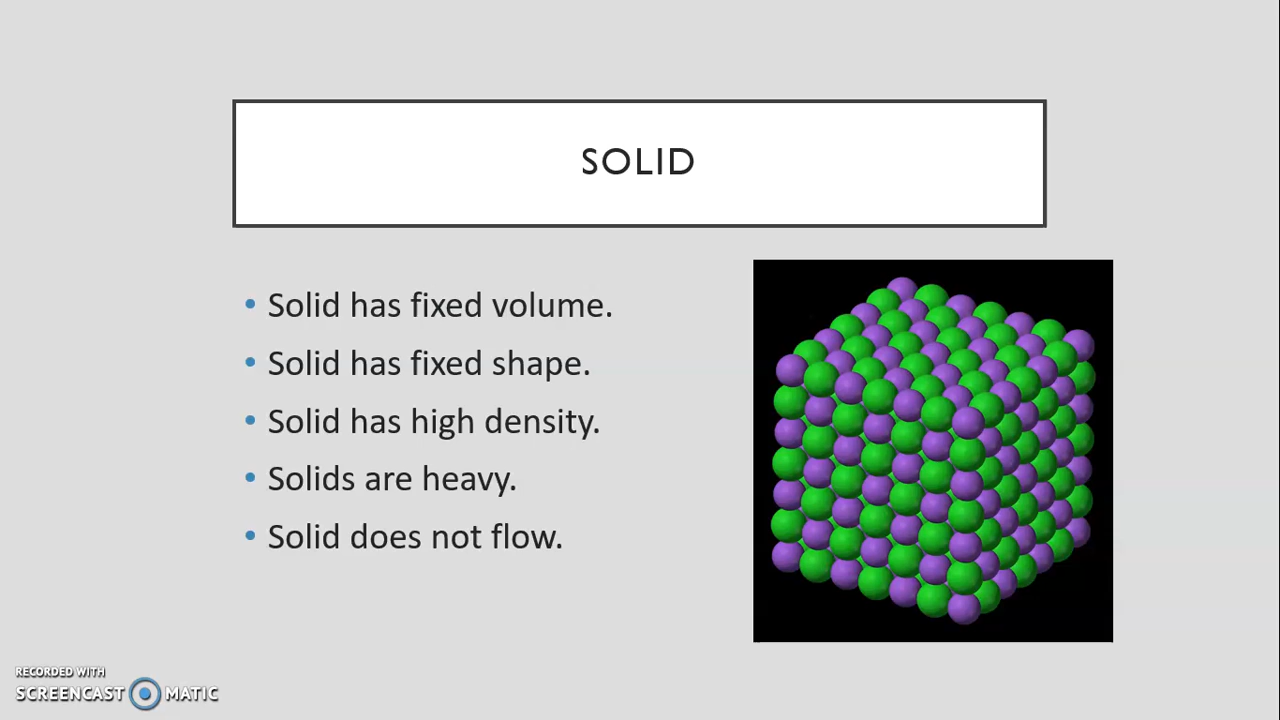 SOLID
• Solid has fixed volume.
• Solid has fixed shape.
• Solid has high density.
• Solids are heavy.
• Solid does not flow.
RECORDED WITH
SCREENCAST MATIC